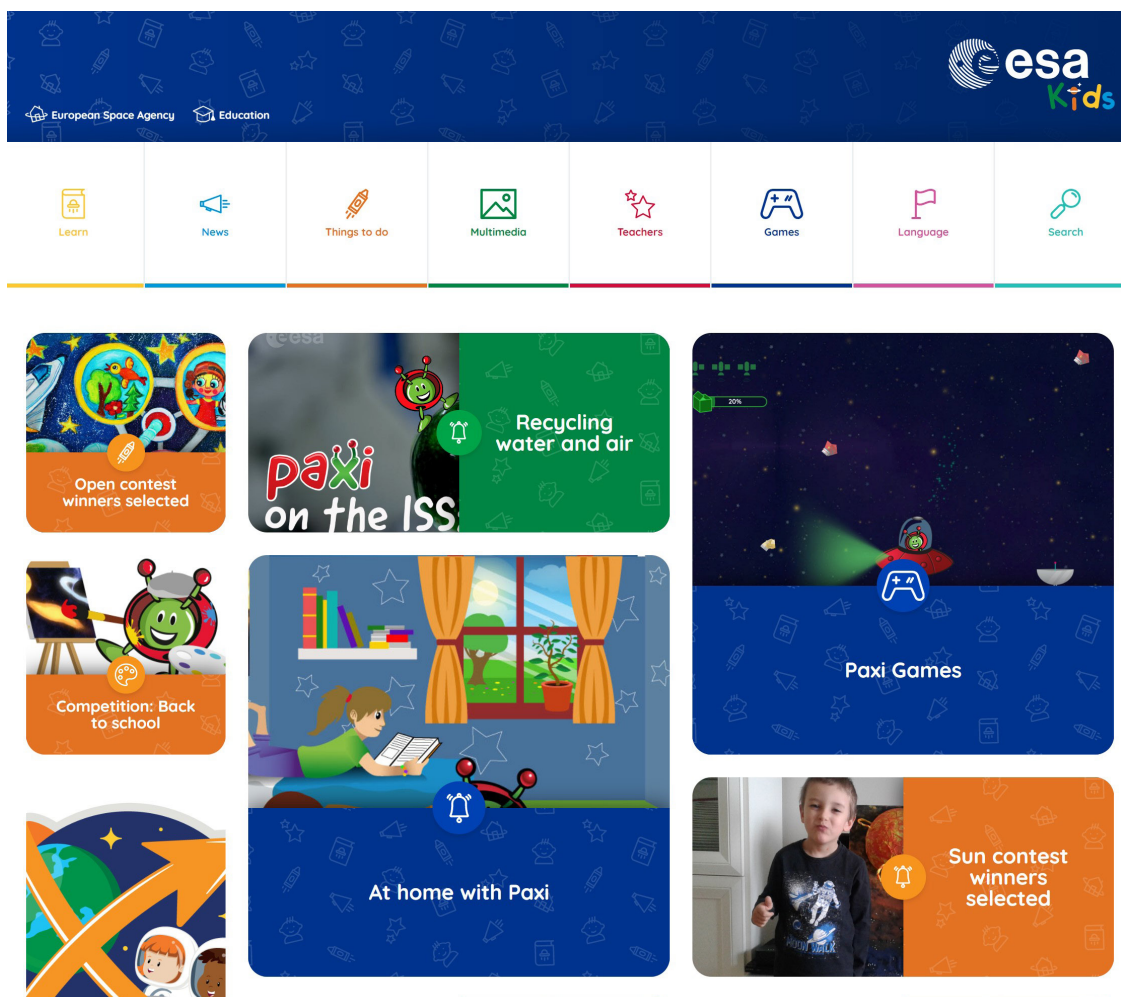 esa
Kids
European Space Agency
Education
Learn
News
Things to do
Multimedia
Teachers
Games
Language
Search
Open contest
winners selected
esa
paxi
on the ISS
Recycling
water and air
20%
Paxi Games
Competition: Back
to school
At home with Paxi
MOON WALK
Sun contest
winners
selected